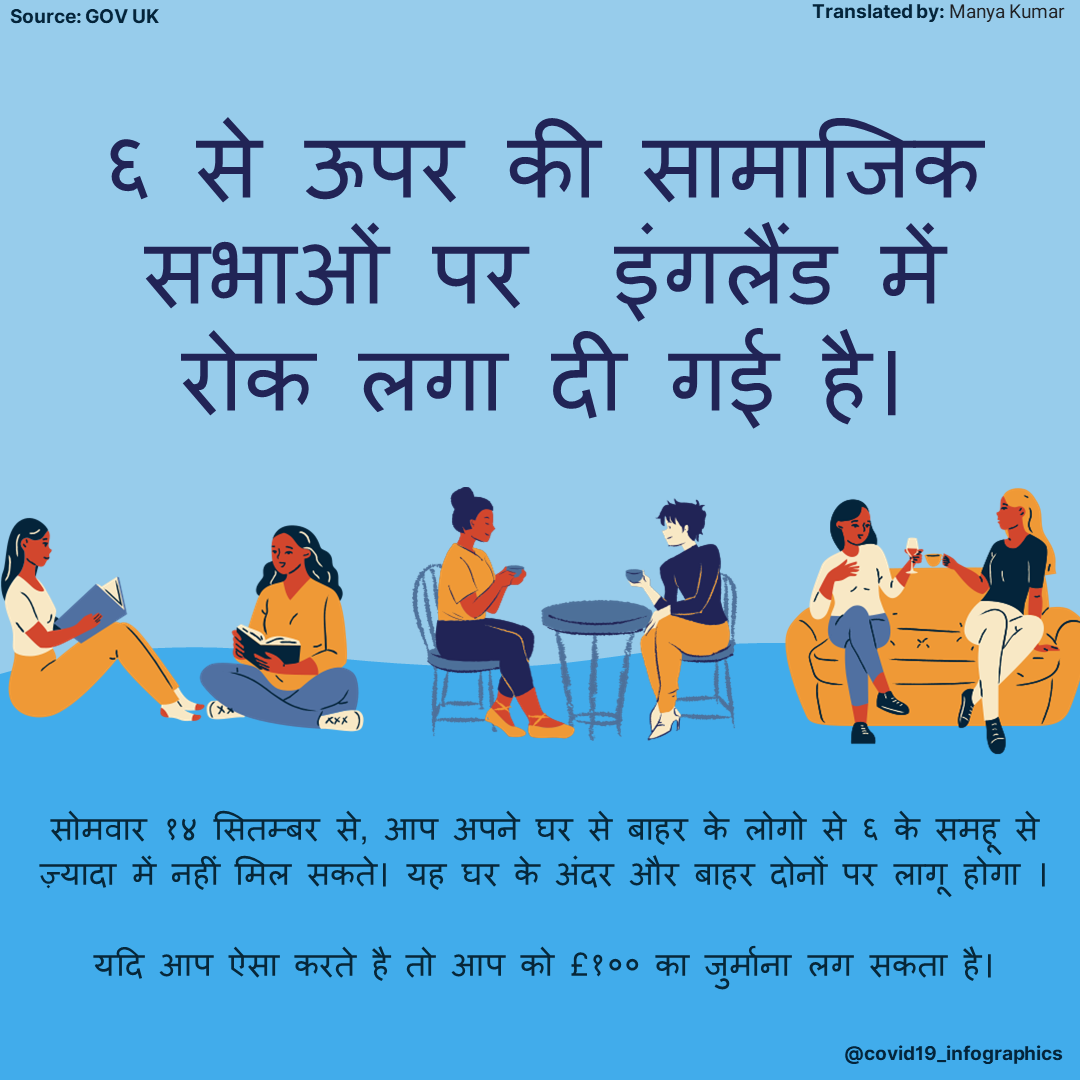 Source: GOV UK
Translated by: Manya Kumar
६ से ऊपर की सामाजिक
सभाओं पर इंगलैंड में
रोक लगा दी गई है।
सोमवार १४ सितम्बर से, आप अपने घर से बाहर के लोगो से ६ के समहू से
ज़्यादा में नहीं मिल सकते। यह घर के अंदर और बाहर दोनों पर लागू होगा ।
यदि आप ऐसा करते है तो आप को £१०० का जुर्माना लग सकता है।
@covid19_infographics